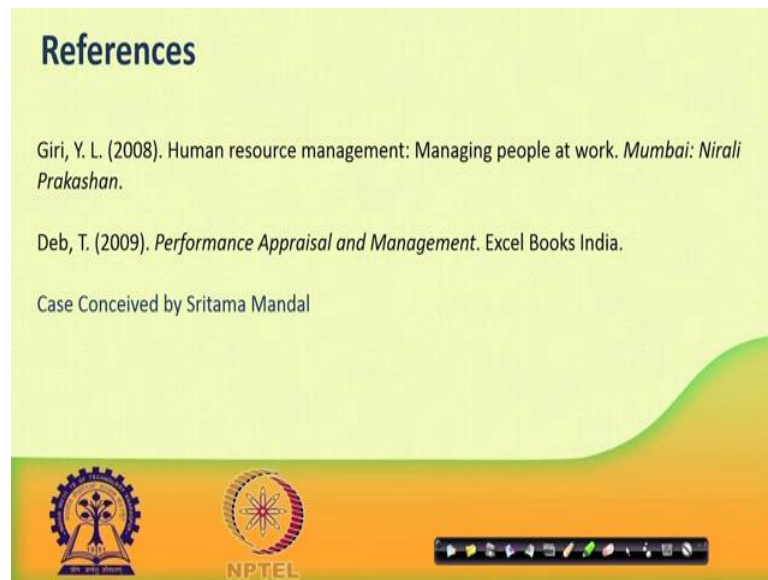 References
Giri, Y. L. (2008). Human resource management: Managing people at work. Mumbai: Nirali
Prakashan.
Deb, T. (2009). Performance Appraisal and Management. Excel Books India.
Case Conceived by Sritama Mandal
NPTEL